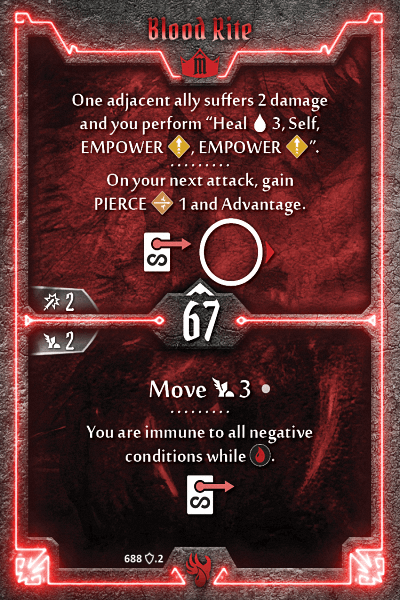 Blood Rite
M
One adjacent ally suffers 2 damage
and you perform “Heal 3, Self,
EMPOWER , EMPOWER ”.
On your next attack, gain
PIERCE 1 and Advantage.
2
67
2
Move 3
You are immune to all negative
conditions while .
688 .2